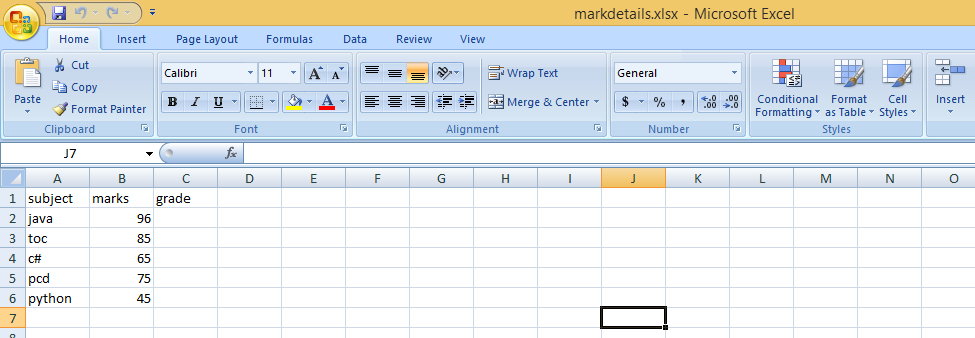 markdetails.xlsx - Microsoft Excel
Home Insert Page Layout Formulas Data Review View
Cut Calibri 11 A A Wrap Text General
Paste Copy Conditional Format Cell Insert
Format Painter B I U A Merge & Center $ % , .00 .0 Formatting as Table Styles
Clipboard Font Alignment Number Styles
J7 fx
A B C D E F G H I J K L M N O
1 subject marks grade
2 java 96
3 toc 85
4 c# 65
5 pcd 75
6 python 45
7